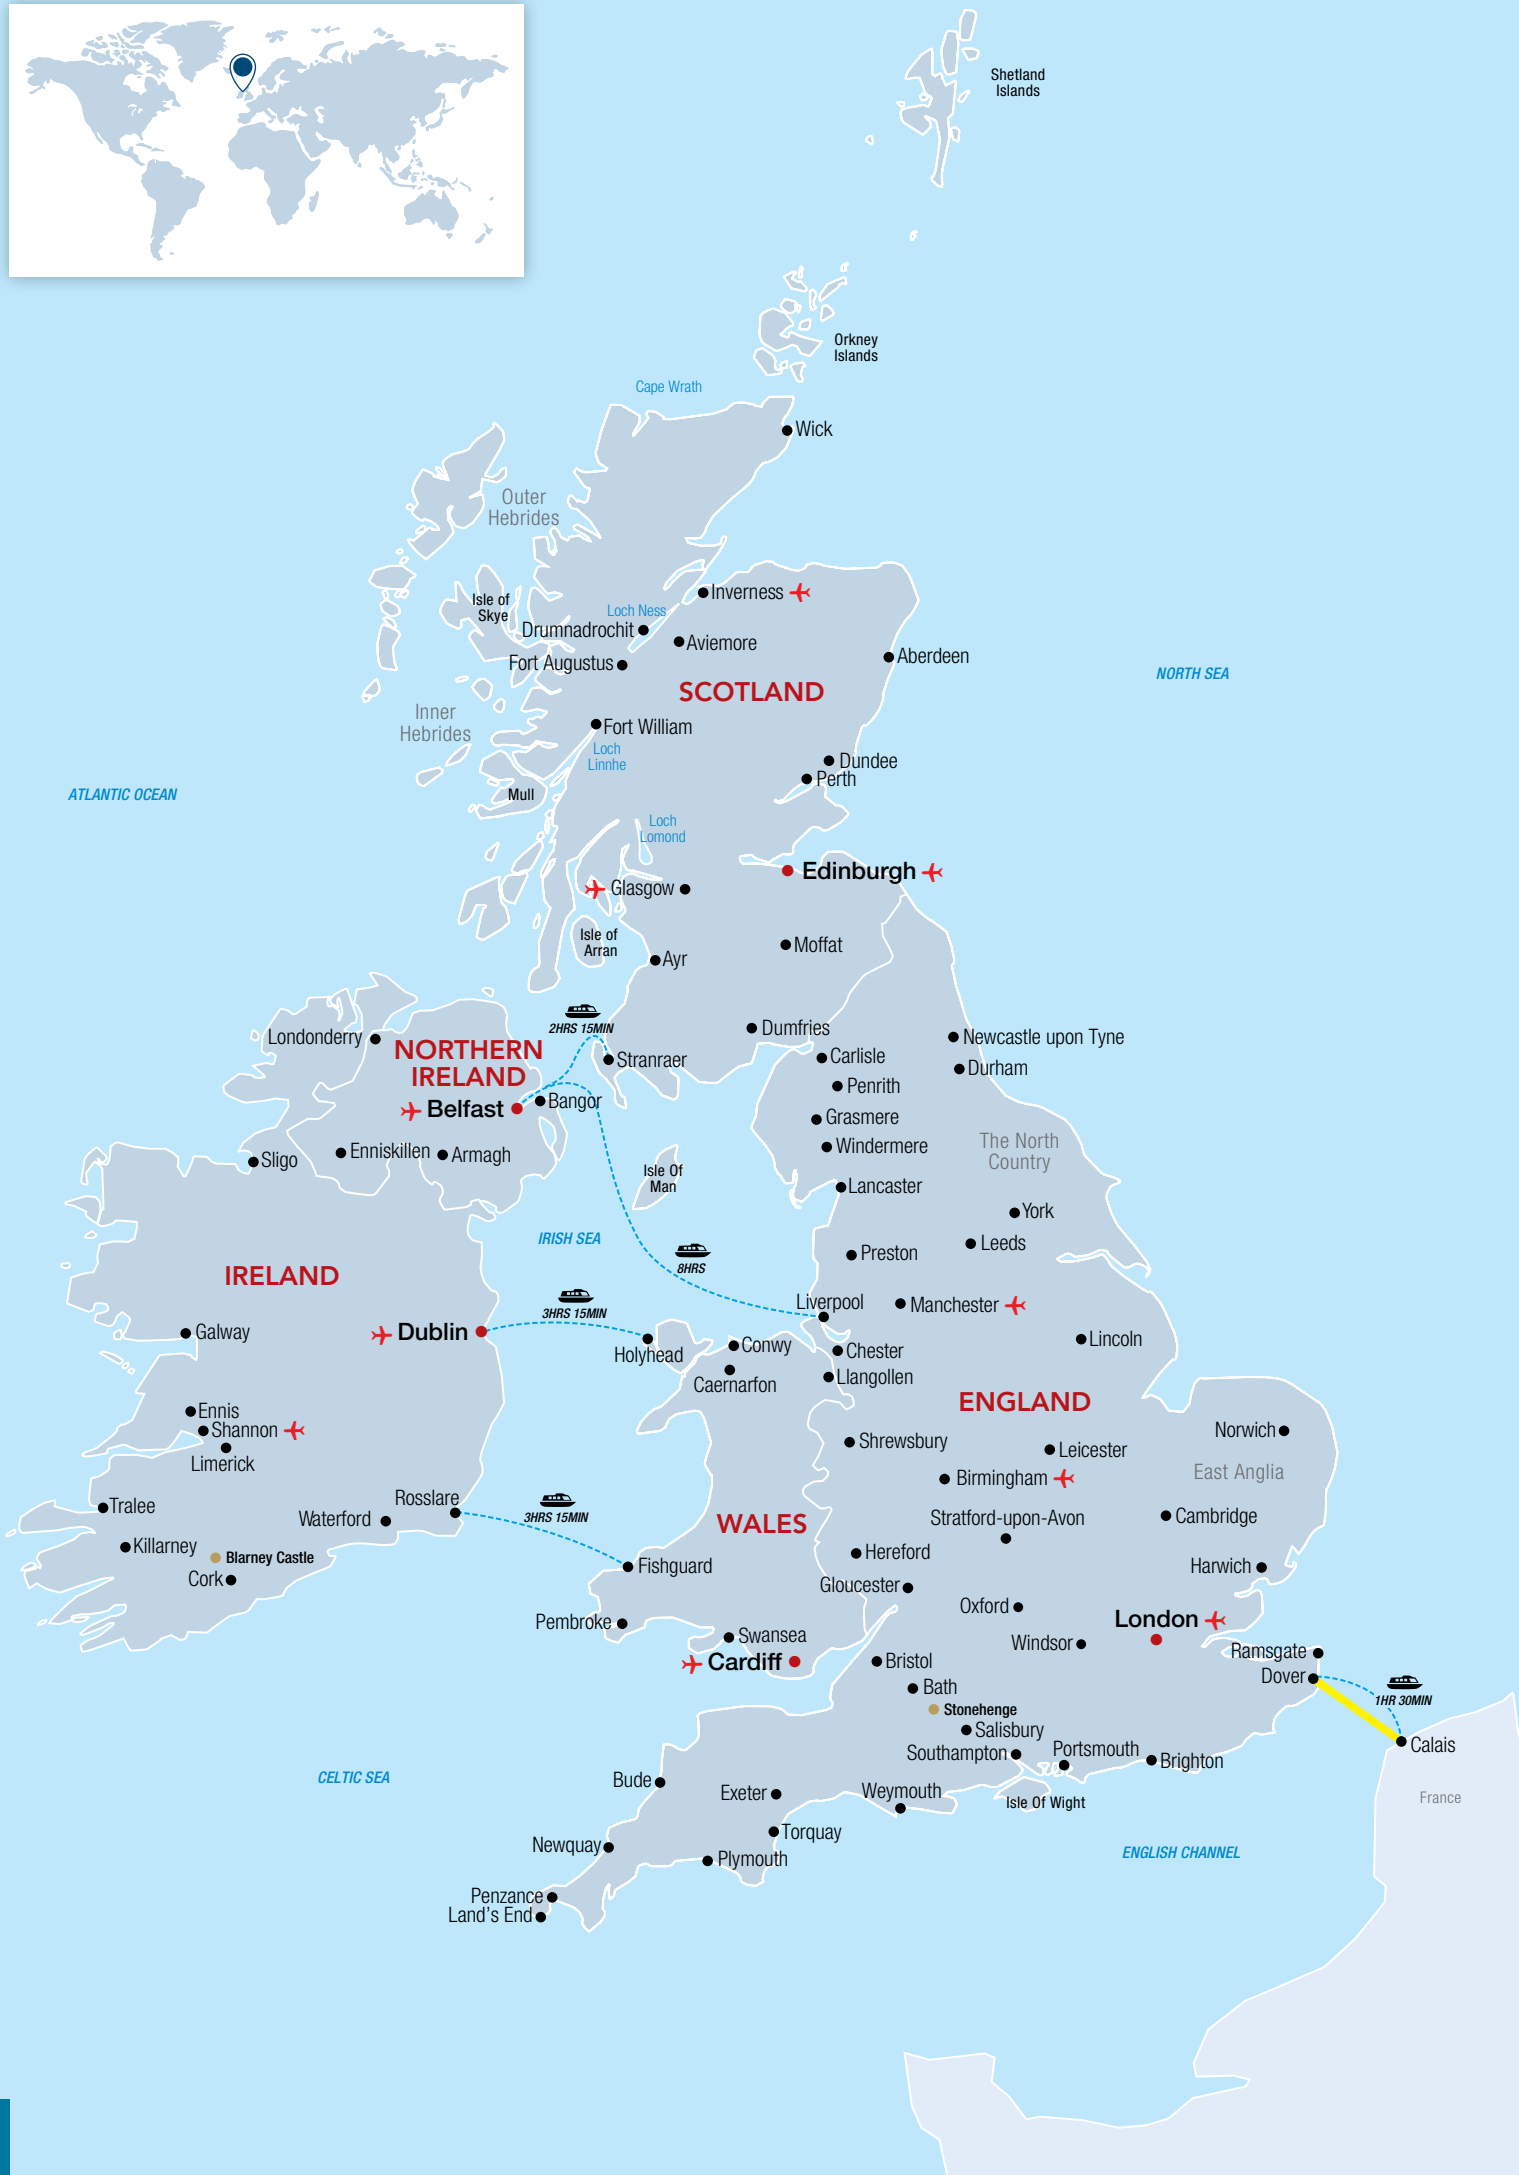 Shetland
Islands
Orkney
Islands
Cape Wrath
Wick
Outer
Hebrides
Inverness
Isle of
Skye
Loch Ness
Drumnadrochit
Aviemore
Fort Augustus
Aberdeen
NORTH SEA
SCOTLAND
Inner
Hebrides
Fort William
Loch
Linnhe
Dundee
Perth
ATLANTIC OCEAN
Mull
Loch
Lomond
Edinburgh
Glasgow
Isle of
Arran
Moffat
Ayr
2HRS 15MIN
Dumfries
Londonderry
NORTHERN
IRELAND
Newcastle upon Tyne
Stranraer
Carlisle
Durham
Penrith
Belfast
Bangor
Grasmere
Windermere
The North
Country
Enniskillen
Armagh
Sligo
Isle Of
Man
Lancaster
York
IRISH SEA
Leeds
Preston
8HRS
IRELAND
3HRS 15MIN
Liverpool
Manchester
Galway
Dublin
Holyhead
Conwy
Chester
Lincoln
Caernarfon
Llangollen
ENGLAND
Ennis
Shannon
Limerick
Norwich
Shrewsbury
Leicester
East Anglia
Birmingham
Tralee
Rosslare
Waterford
3HRS 15MIN
WALES
Stratford-upon-Avon
Cambridge
Killarney
Blarney Castle
Cork
Fishguard
Hereford
Harwich
Gloucester
Oxford
London
Pembroke
Swansea
Windsor
Ramsgate
Cardiff
Bristol
Dover
Bath
1HR 30MIN
Stonehenge
Salisbury
Southampton
Portsmouth
Brighton
Calais
CELTIC SEA
Bude
Exeter
Weymouth
Isle Of Wight
France
Torquay
Newquay
Plymouth
ENGLISH CHANNEL
Penzance
Land's End